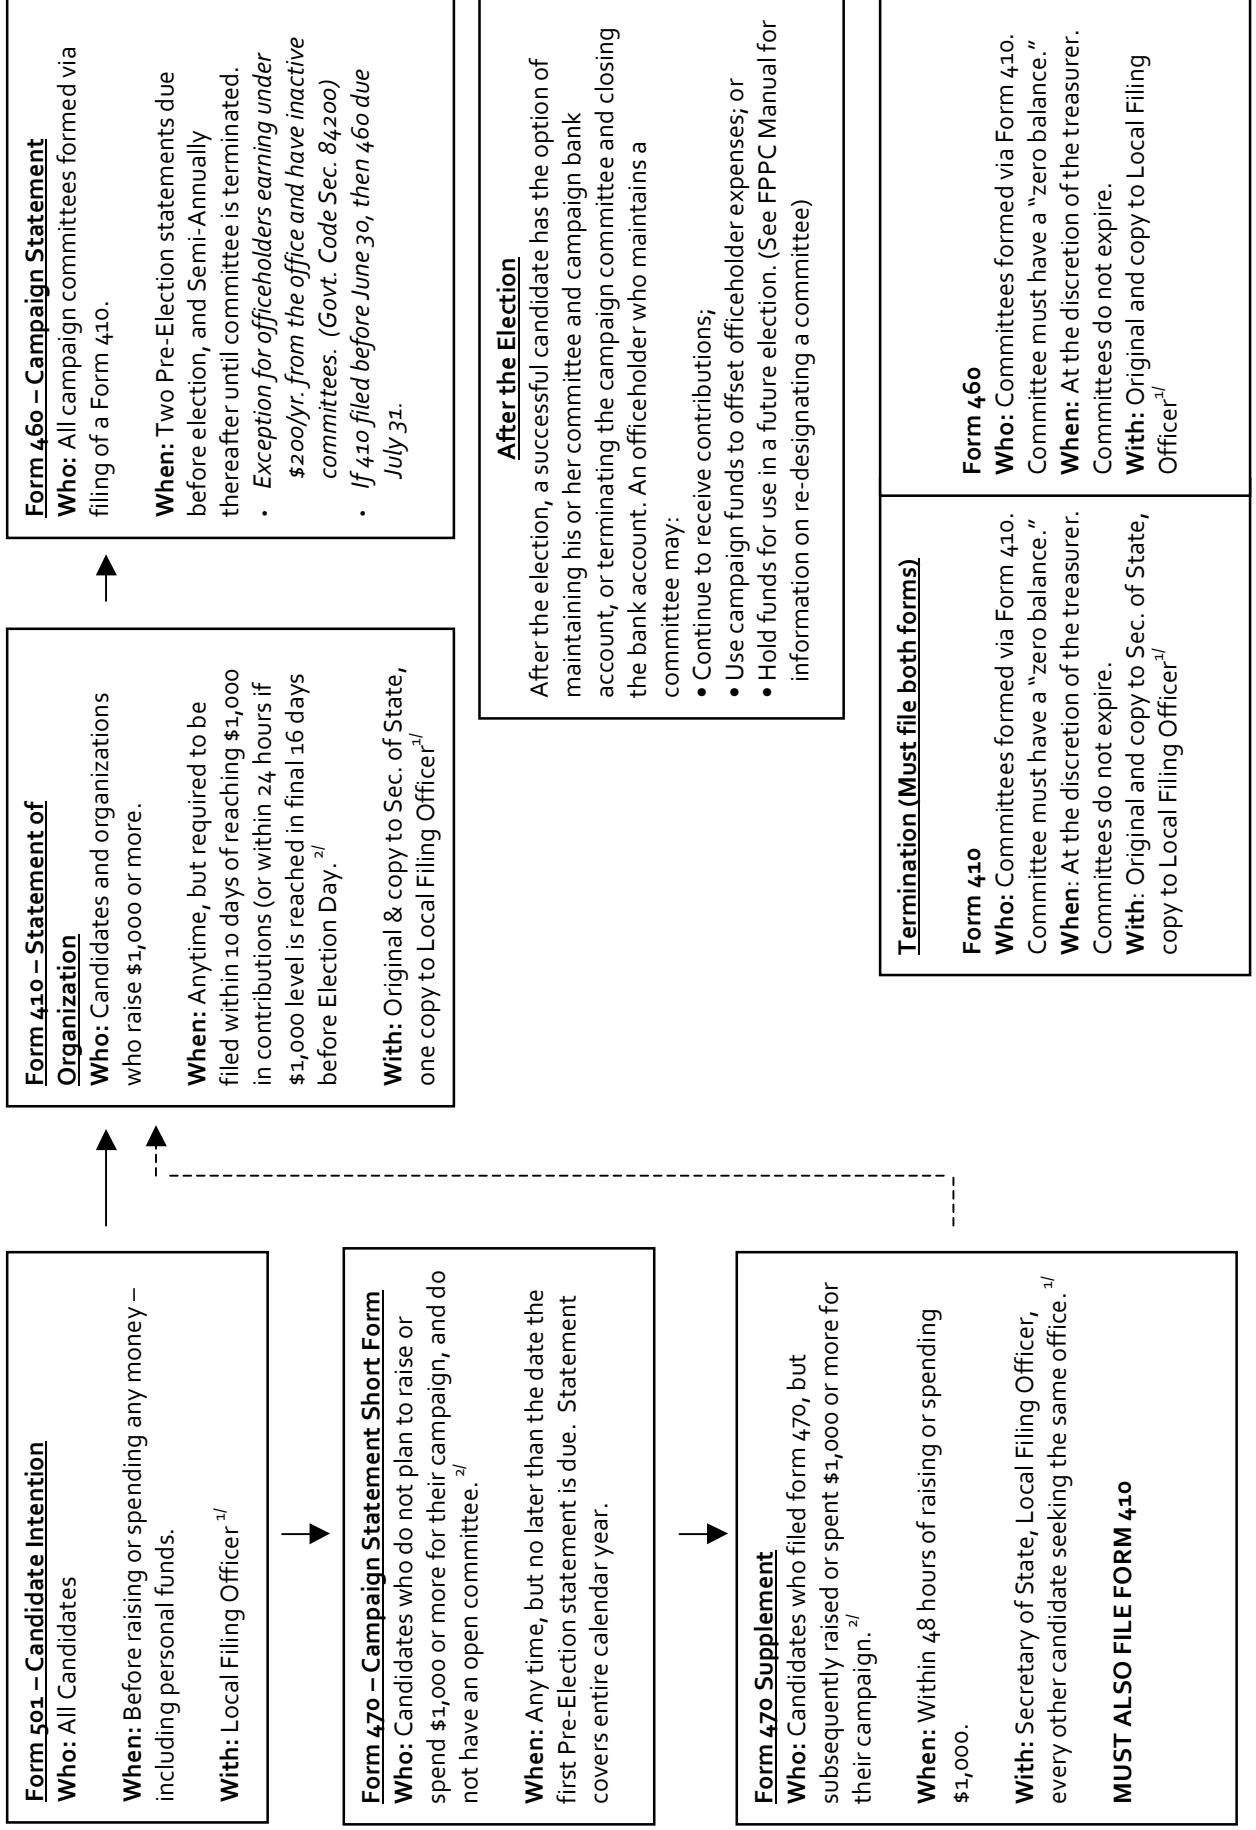 Form 501 – Candidate Intention
Who: All Candidates
When: Before raising or spending any money –
including personal funds.
With: Local Filing Officer 1/
Form 470 – Campaign Statement Short Form
Who: Candidates who do not plan to raise or
spend $1,000 or more for their campaign, and do
not have an open committee. 2/
When: Any time, but no later than the date the
first Pre-Election statement is due. Statement
covers entire calendar year.
Form 470 Supplement
Who: Candidates who filed form 470, but
subsequently raised or spent $1,000 or more for
their campaign. 2/
When: Within 48 hours of raising or spending
$1,000.
With: Secretary of State, Local Filing Officer,
every other candidate seeking the same office. 1/
MUST ALSO FILE FORM 410
Form 410 – Statement of
Organization
Who: Candidates and organizations
who raise $1,000 or more.
When: Anytime, but required to be
filed within 10 days of reaching $1,000
in contributions (or within 24 hours if
$1,000 level is reached in final 16 days
before Election Day. 2/
With: Original & copy to Sec. of State,
one copy to Local Filing Officer1/
Form 460 – Campaign Statement
Who: All campaign committees formed via
filing of a Form 410.
When: Two Pre-Election statements due
before election, and Semi-Annually
thereafter until committee is terminated.
• Exception for officeholders earning under
$200/yr. from the office and have inactive
committees. (Govt. Code Sec. 84200)
• If 410 filed before June 30, then 460 due
July 31.
After the Election
After the election, a successful candidate has the option of
maintaining his or her committee and campaign bank
account, or terminating the campaign committee and closing
the bank account. An officeholder who maintains a
committee may:
• Continue to receive contributions;
• Use campaign funds to offset officeholder expenses; or
• Hold funds for use in a future election. (See FPPC Manual for
information on re-designating a committee)
Termination (Must file both forms)
Form 410
Who: Committees formed via Form 410.
Committee must have a “zero balance.”
When: At the discretion of the treasurer.
Committees do not expire.
With: Original and copy to Sec. of State,
copy to Local Filing Officer1/
Form 460
Who: Committees formed via Form 410.
Committee must have a “zero balance.”
When: At the discretion of the treasurer.
Committees do not expire.
With: Original and copy to Local Filing
Officer1/